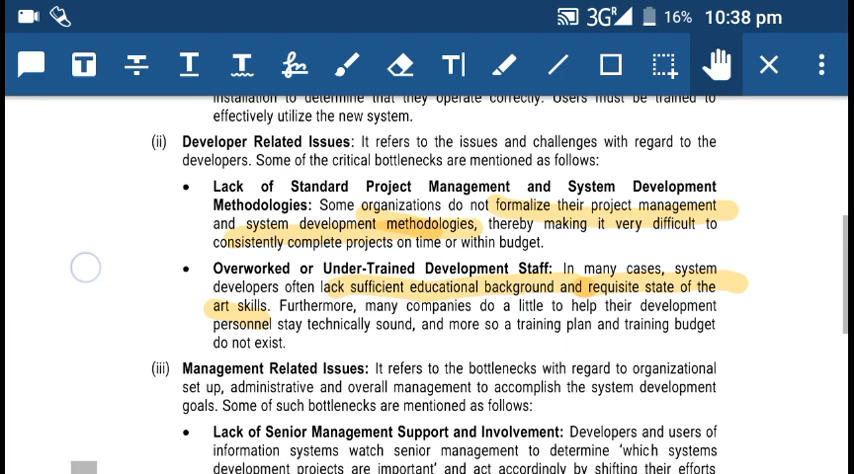 3G R 16% 10:38 pm
installation to determine that they operate correctly. Users must be trained to
effectively utilize the new system.
(ii) Developer Related Issues: It refers to the issues and challenges with regard to the
developers. Some of the critical bottlenecks are mentioned as follows:
• Lack of Standard Project Management and System Development
Methodologies: Some organizations do not formalize their project management
and system development methodologies, thereby making it very difficult to
consistently complete projects on time or within budget.
• Overworked or Under-Trained Development Staff: In many cases, system
developers often lack sufficient educational background and requisite state of the
art skills. Furthermore, many companies do a little to help their development
personnel stay technically sound, and more so a training plan and training budget
do not exist.
(iii) Management Related Issues: It refers to the bottlenecks with regard to organizational
set up, administrative and overall management to accomplish the system development
goals. Some of such bottlenecks are mentioned as follows:
• Lack of Senior Management Support and Involvement: Developers and users of
information systems watch senior management to determine ‘which systems
development projects are important’ and act accordingly by shifting their efforts